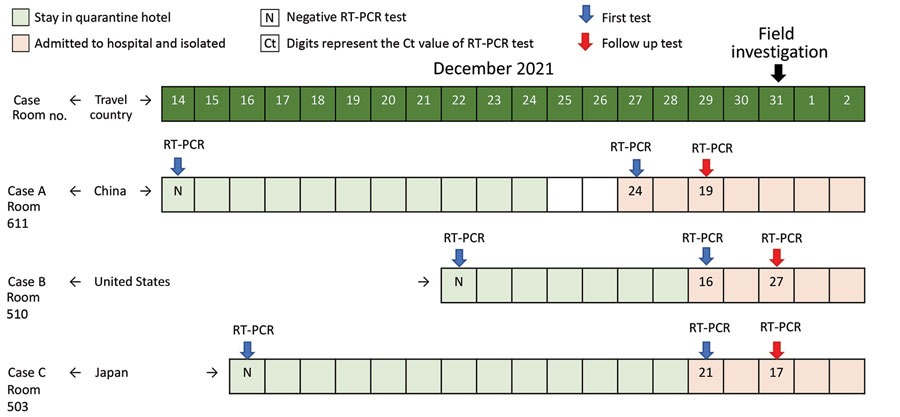 Stay in quarantine hotel
N Negative RT-PCR test
First test
Admitted to hospital and isolated
Ct Digits represent the Ct value of RT-PCR test
Follow up test
Field
investigation
December 2021
Case
Room no.
Travel
country
14 15 16 17 18 19 20 21 22 23 24 25 26 27 28 29 30 31 1 2
RT-PCR RT-PCR RT-PCR
Case A
Room
611
China
N 24 19
RT-PCR RT-PCR RT-PCR
Case B
Room
510
United States
N 16 27
RT-PCR RT-PCR RT-PCR
Case C
Room
503
Japan
N 21 17